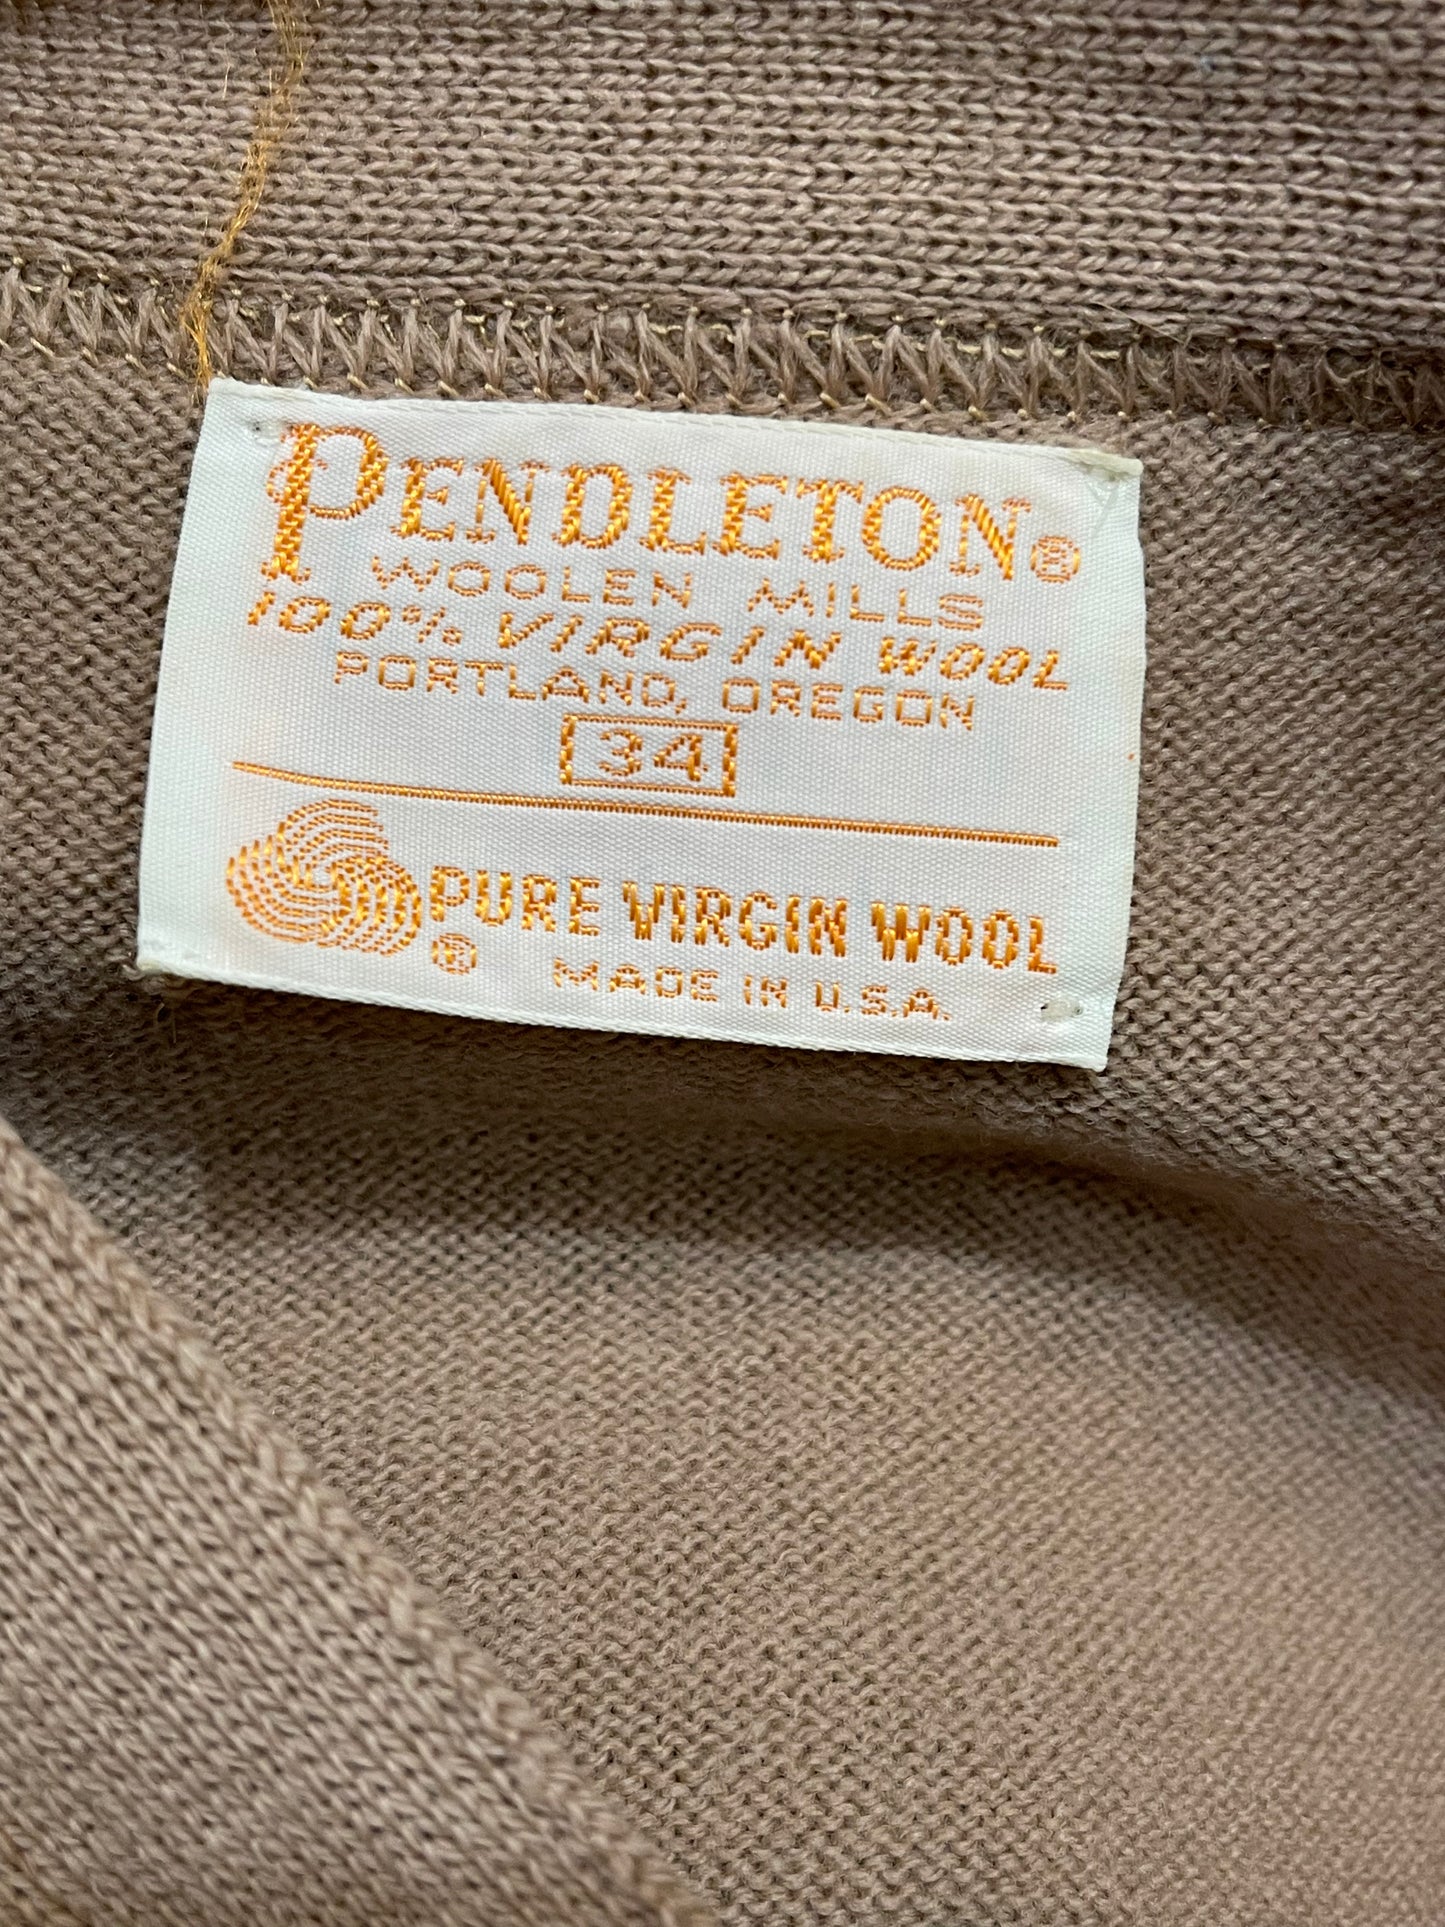 PENDLETON®
WOOLEN MILLS
100% VIRGIN WOOL
PORTLAND, OREGON
34
PURE VIRGIN WOOL
®
MADE IN U.S.A.